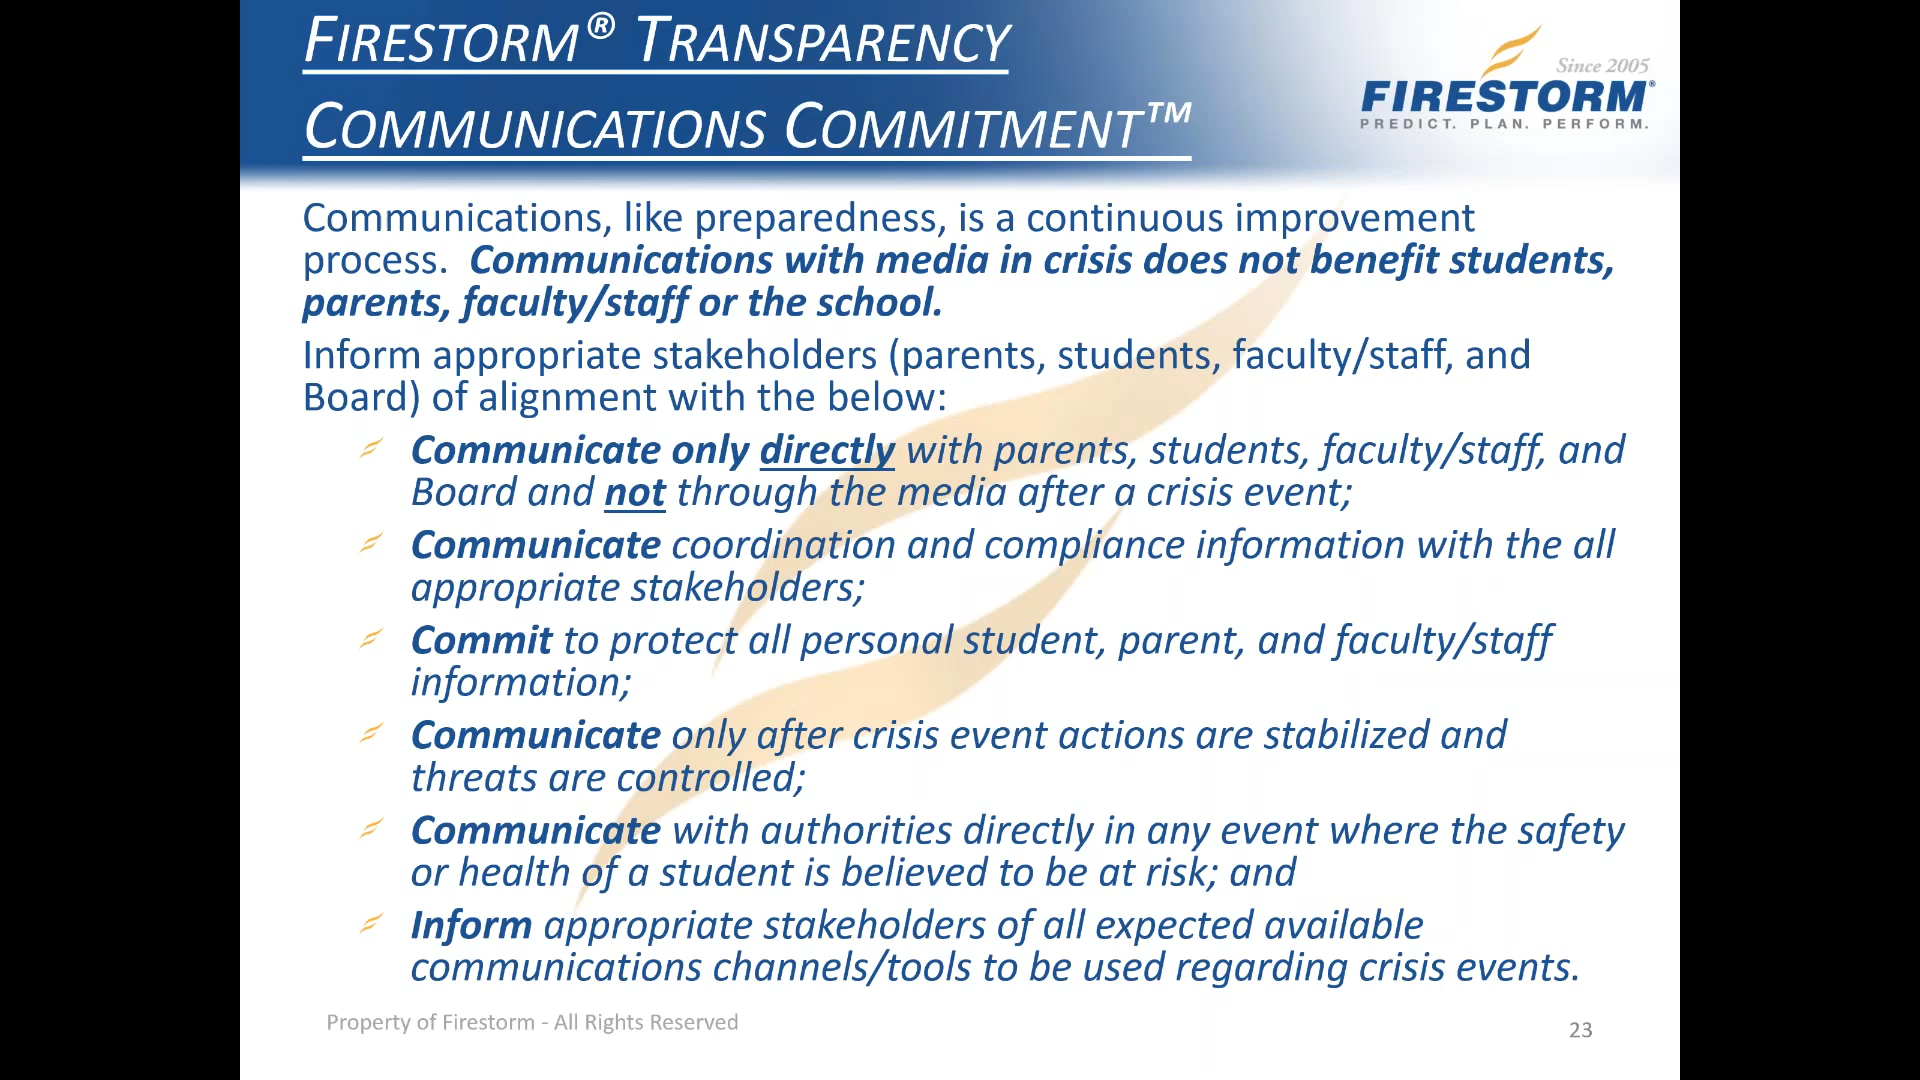 FIRESTORM® TRANSPARENCY
COMMUNICATIONS COMMITMENT™
Since 2005
FIRESTORM®
PREDICT. PLAN. PERFORM.
Communications, like preparedness, is a continuous improvement
process. Communications with media in crisis does not benefit students,
parents, faculty/staff or the school.
Inform appropriate stakeholders (parents, students, faculty/staff, and
Board) of alignment with the below:
Communicate only directly with parents, students, faculty/staff, and
Board and not through the media after a crisis event;
Communicate coordination and compliance information with the all
appropriate stakeholders;
Commit to protect all personal student, parent, and faculty/staff
information;
Communicate only after crisis event actions are stabilized and
threats are controlled;
Communicate with authorities directly in any event where the safety
or health of a student is believed to be at risk; and
Inform appropriate stakeholders of all expected available
communications channels/tools to be used regarding crisis events.
Property of Firestorm - All Rights Reserved
23